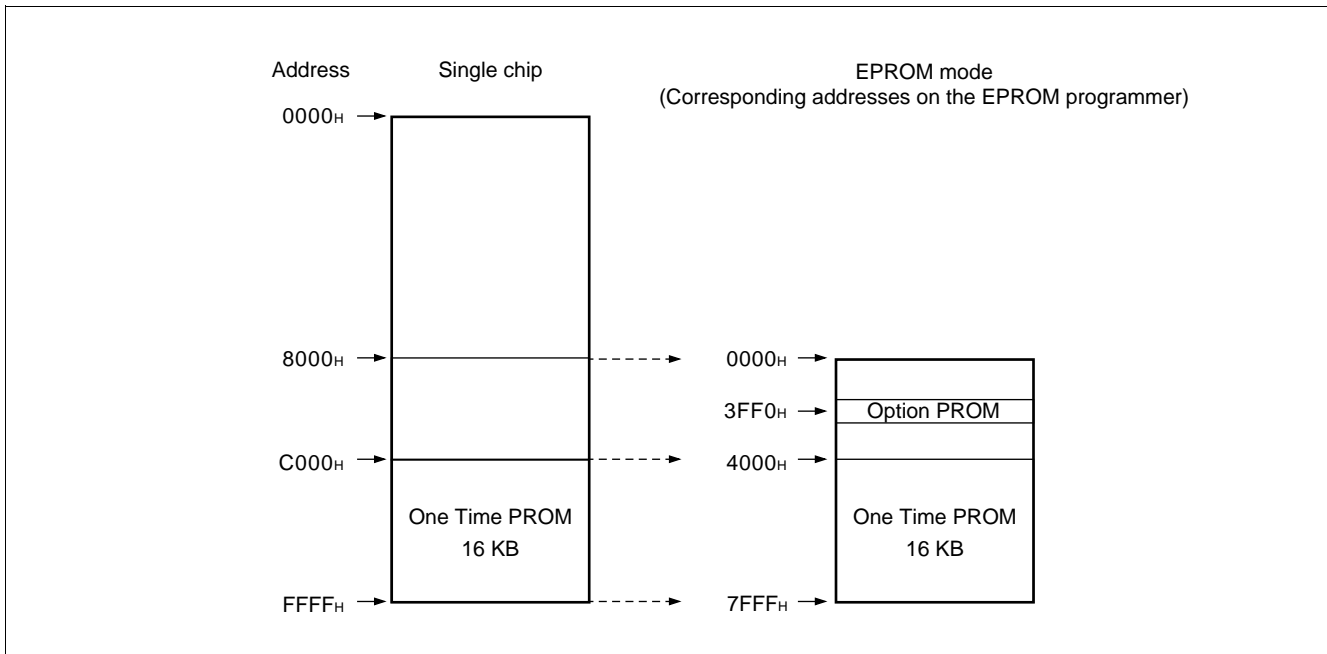 Address Single chip EPROM mode
(Corresponding addresses on the EPROM programmer)
0000H
8000H 0000H
3FF0H Option PROM
C000H 4000H
One Time PROM One Time PROM
16 KB 16 KB
FFFFH 7FFFH